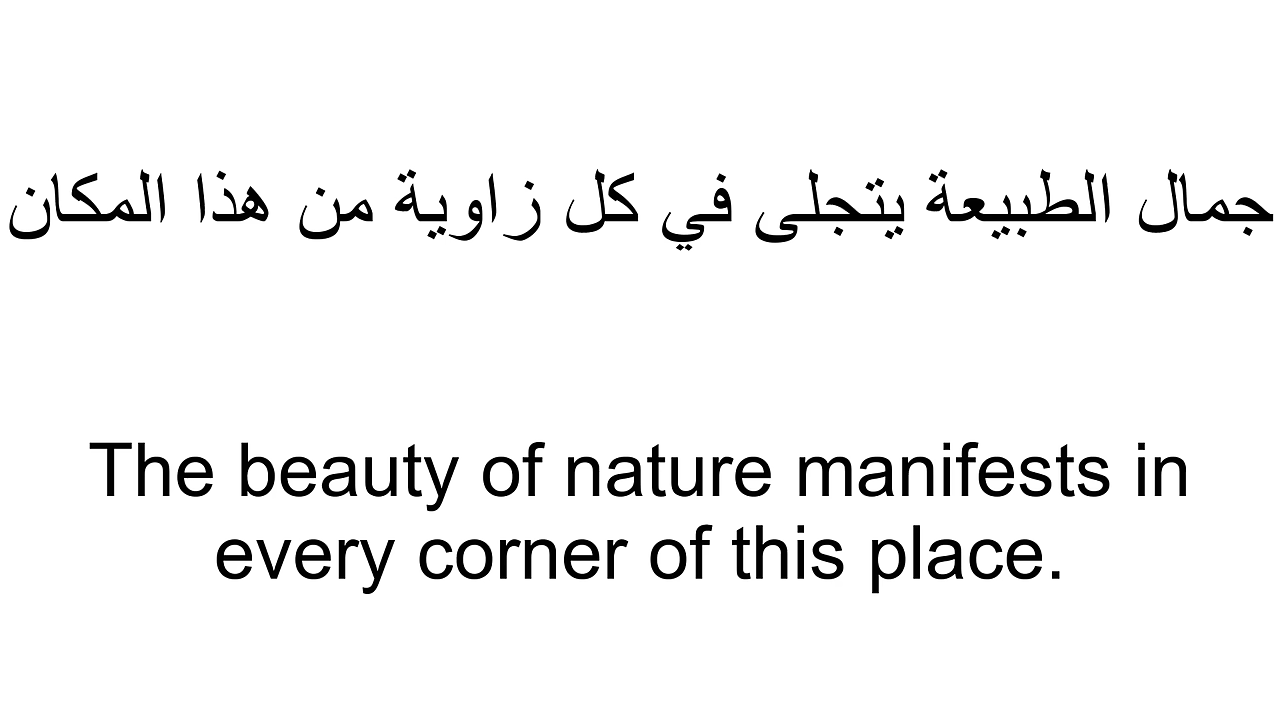 جمال الطبيعة يتجلى في كل زاوية من هذا المكان
The beauty of nature manifests in
every corner of this place.